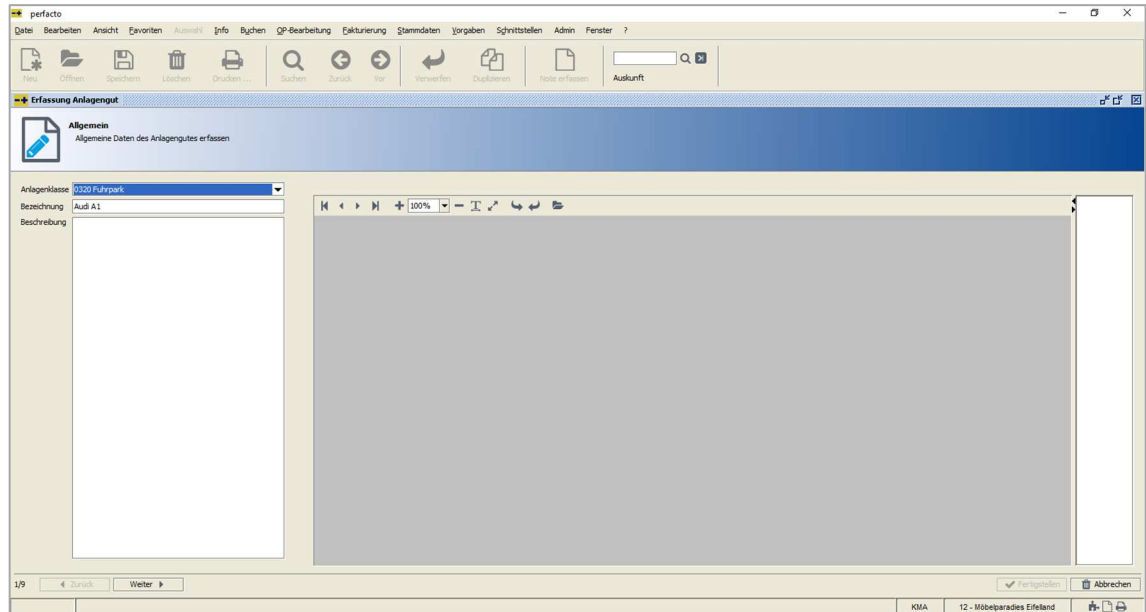 perfacto
Datei Bearbeiten Ansicht Favoriten Auswahl Info Buchen OP-Bearbeitung Fakturierung Stammdaten Vorgaben Schnittstellen Admin Fenster ?
Neu Öffnen Speichern Löschen Drucken ... Suchen Zurück Vor Verwerfen Duplizieren Note erfassen Auskunft
Erfassung Anlagengut
Allgemein
Allgemeine Daten des Anlagengutes erfassen
Anlagenklasse 0320 Fuhrpark
Bezeichnung Audi A1
100%
Beschreibung
1/9 Zurück Weiter Fertigstellen Abbrechen
KMA 12 - Möbelparadies Eifelland